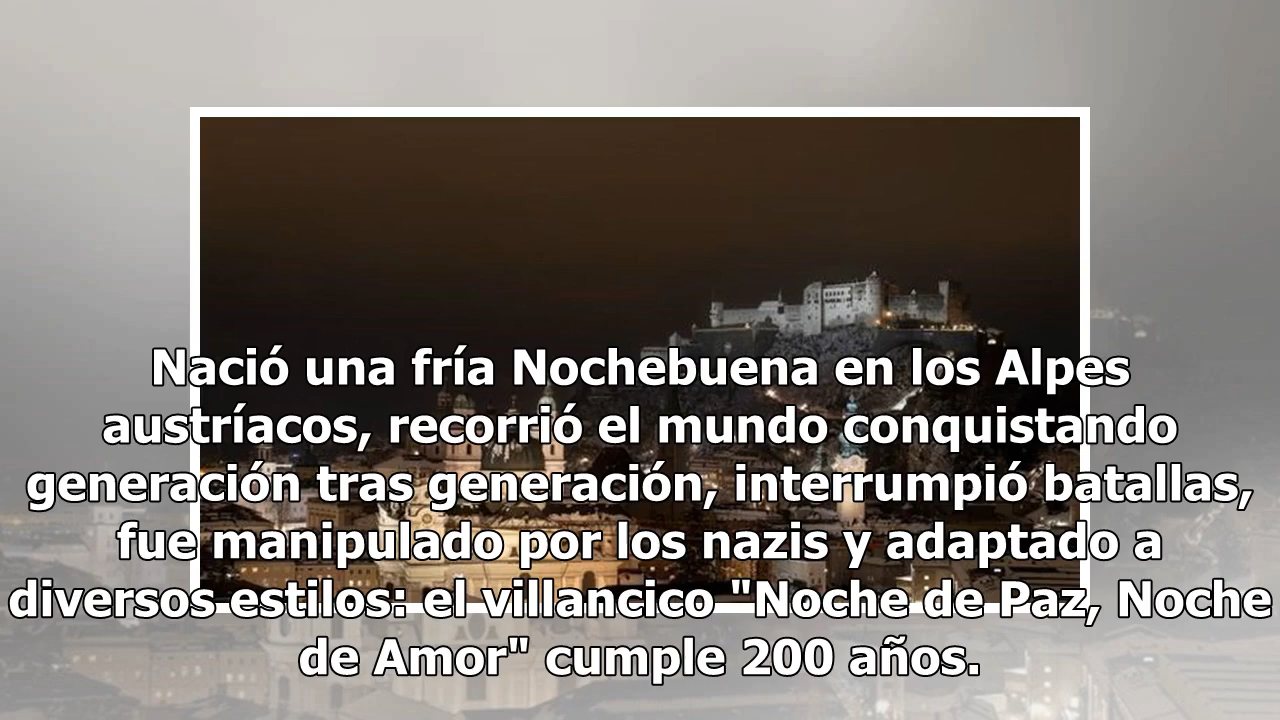 Nació una fría Nochebuena en los Alpes
austríacos, recorrió el mundo conquistando
generación tras generación, interrumpió batallas,
fue manipulado por los nazis y adaptado a
diversos estilos: el villancico "Noche de Paz, Noche
de Amor" cumple 200 años.